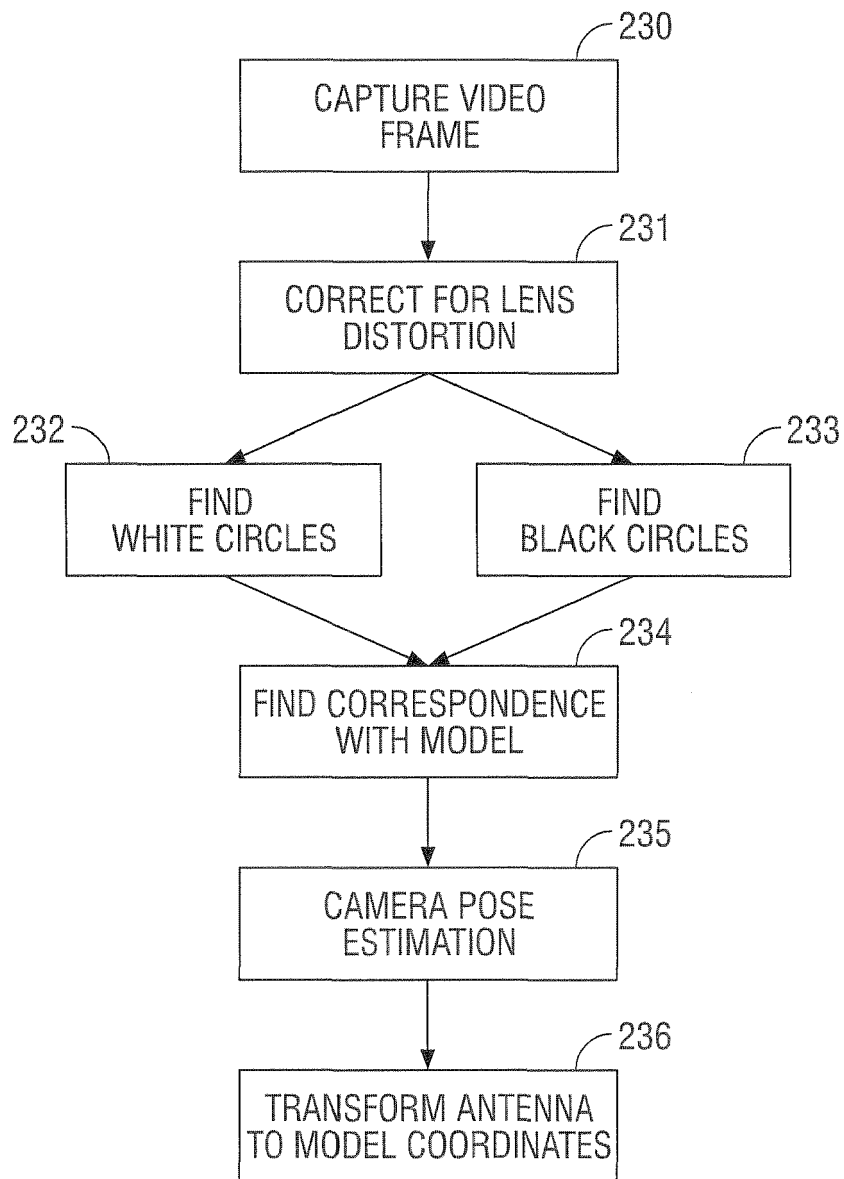 230
CAPTURE VIDEO
FRAME
231
CORRECT FOR LENS
DISTORTION
232
FIND
WHITE CIRCLES
233
FIND
BLACK CIRCLES
234
FIND CORRESPONDENCE
WITH MODEL
235
CAMERA POSE
ESTIMATION
236
TRANSFORM ANTENNA
TO MODEL COORDINATES